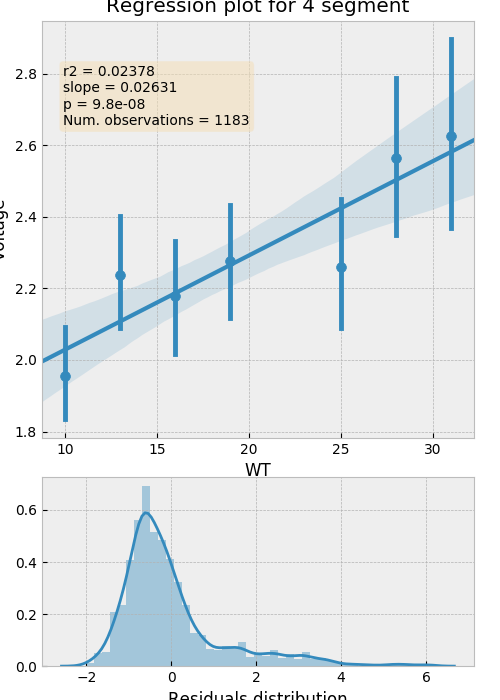 Regression plot for 4 segment
r2 = 0.02378
slope = 0.02631
p = 9.8e-08
Num. observations = 1183
Voltage
2.8
2.6
2.4
2.2
2.0
1.8
10 15 20 25 30
WT
0.6
0.4
0.2
0.0
−2 0 2 4 6
Residuals distribution